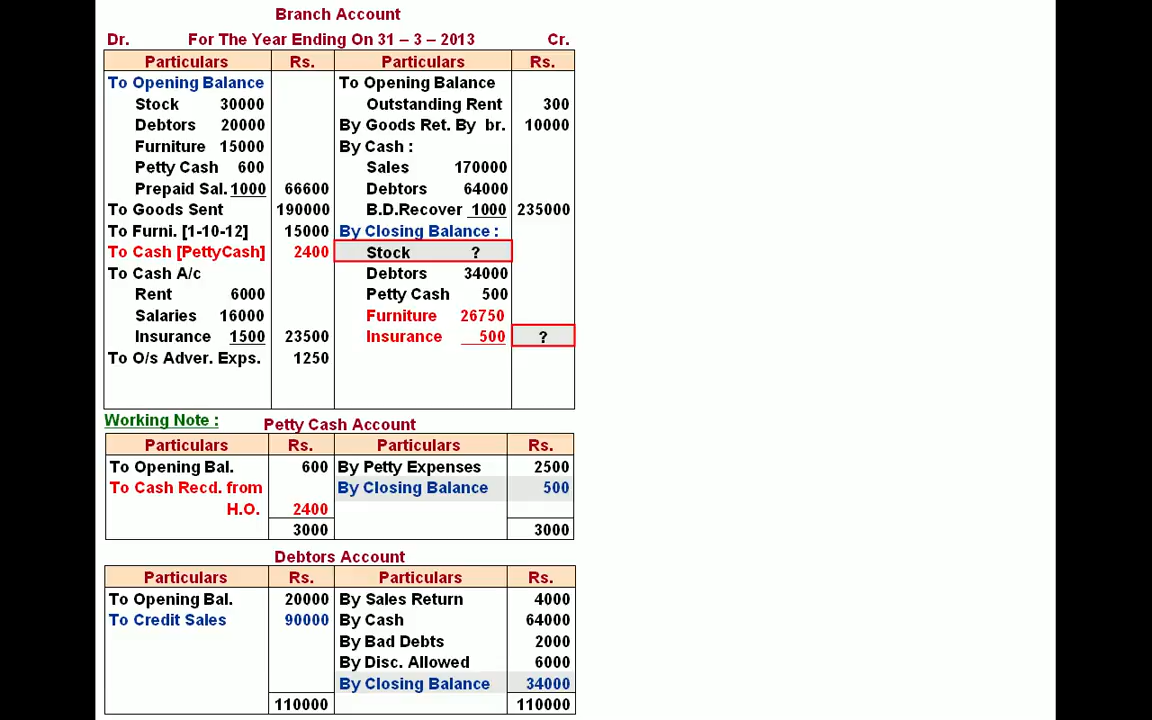 Branch Account
Dr. For The Year Ending On 31 – 3 – 2013 Cr.
Particulars Rs. Particulars Rs.
To Opening Balance To Opening Balance
Stock 30000 Outstanding Rent 300
Debtors 20000 By Goods Ret. By br. 10000
Furniture 15000 By Cash :
Petty Cash 600 Sales 170000
Prepaid Sal. 1000 66600 Debtors 64000
To Goods Sent 190000 B.D.Recover 1000 235000
To Furni. [1-10-12] 15000 By Closing Balance :
To Cash [PettyCash] 2400 Stock ?
To Cash A/c Debtors 34000
Rent 6000 Petty Cash 500
Salaries 16000 Furniture 26750
Insurance 1500 23500 Insurance 500 ?
To O/s Adver. Exps. 1250
Working Note : Petty Cash Account
Particulars Rs. Particulars Rs.
To Opening Bal. 600 By Petty Expenses 2500
To Cash Recd. from By Closing Balance 500
H.O. 2400
3000 3000
Debtors Account
Particulars Rs. Particulars Rs.
To Opening Bal. 20000 By Sales Return 4000
To Credit Sales 90000 By Cash 64000
By Bad Debts 2000
By Disc. Allowed 6000
By Closing Balance 34000
110000 110000